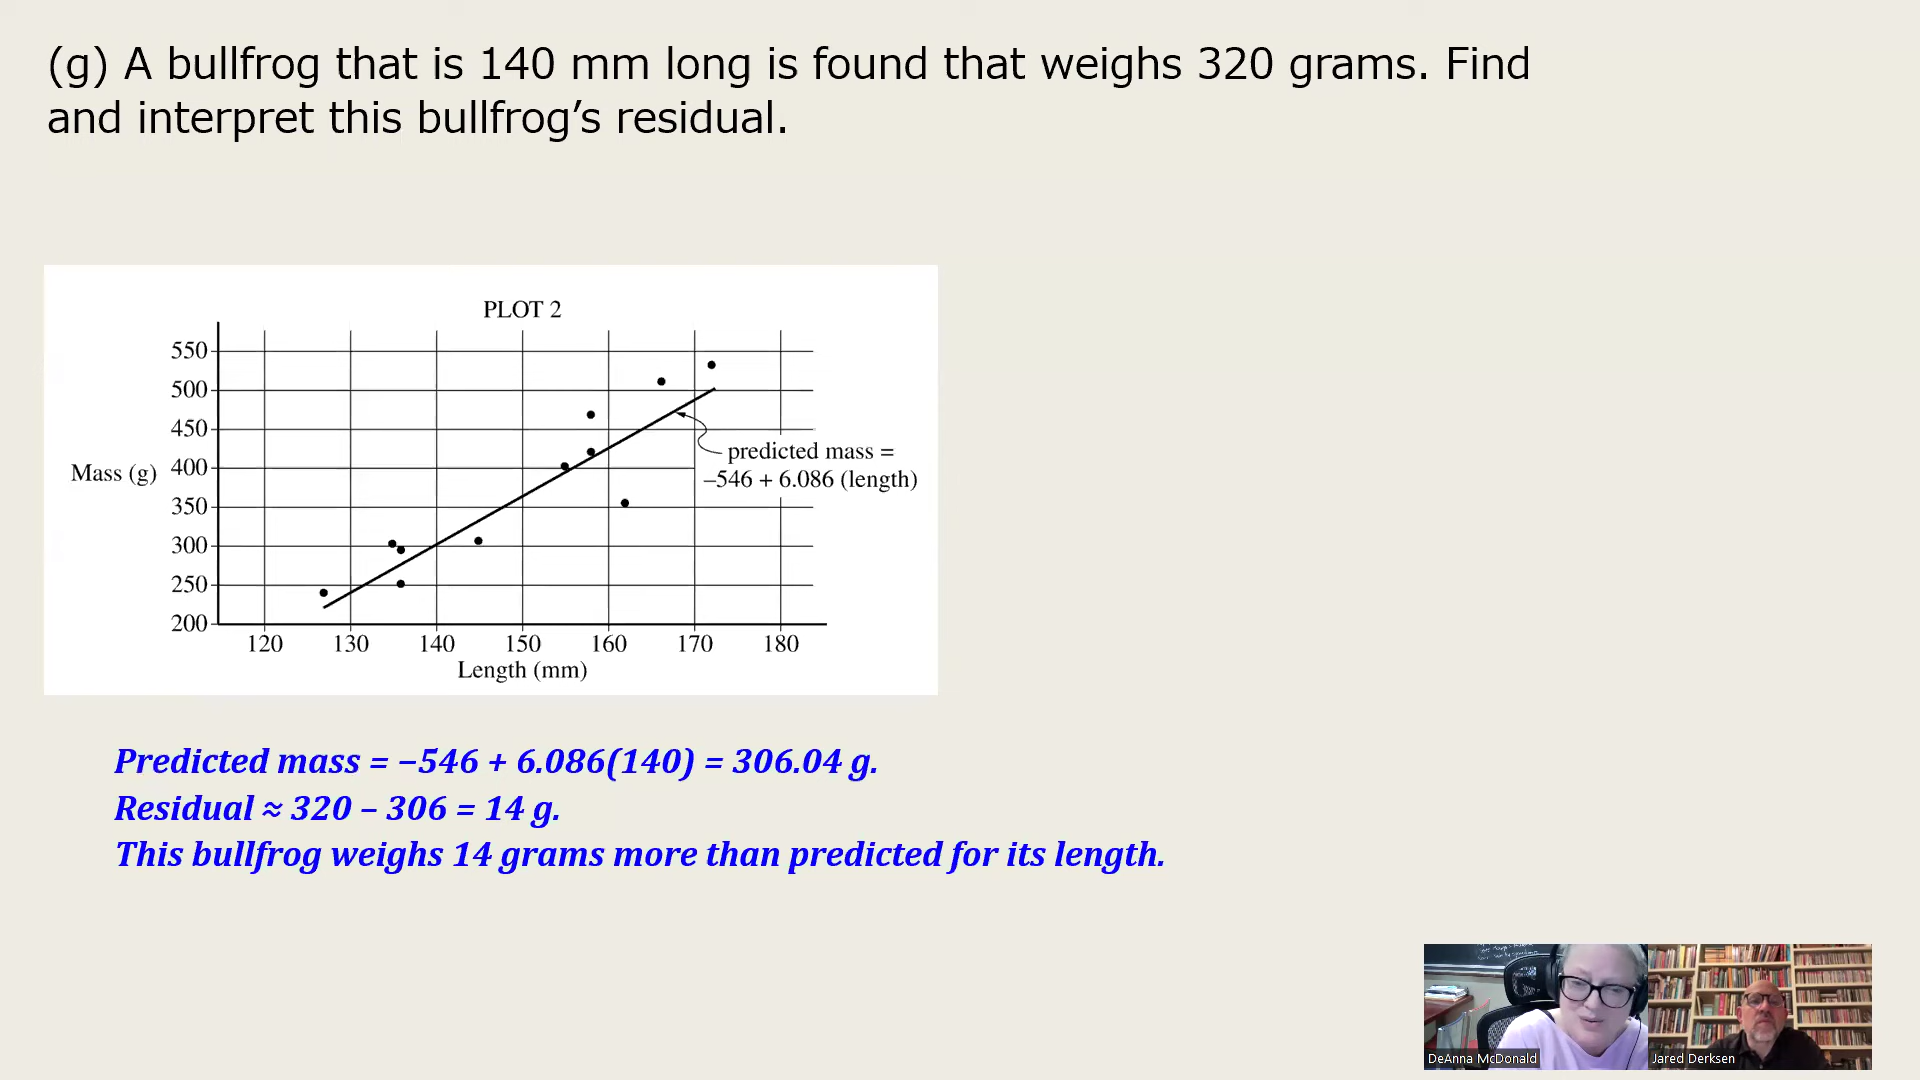 (g) A bullfrog that is 140 mm long is found that weighs 320 grams. Find
and interpret this bullfrog’s residual.
PLOT 2
550
500
450
400
350
300
250
200
Mass (g)
predicted mass =
–546 + 6.086 (length)
120 130 140 150 160 170 180
Length (mm)
Predicted mass = −546 + 6.086(140) = 306.04 g.
Residual ≈ 320 – 306 = 14 g.
This bullfrog weighs 14 grams more than predicted for its length.
DeAnna McDonald
Jared Derksen